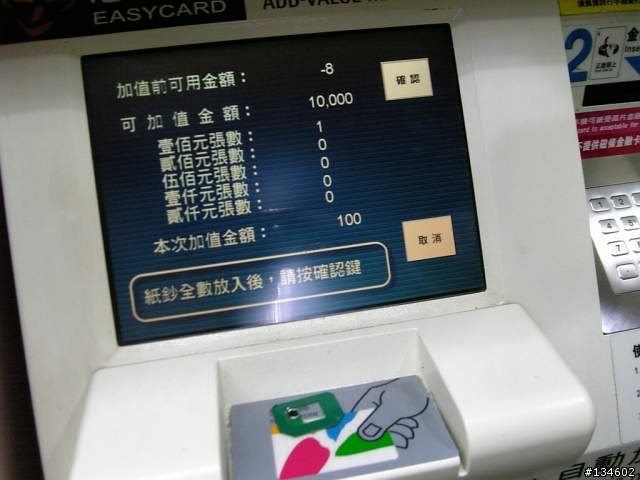 EASYCARD
加值前可用金額： -8
確認
可加值金額： 10,000
壹佰元張數： 1
貳佰元張數： 0
伍佰元張數： 0
壹仟元張數： 0
貳仟元張數： 0
本次加值金額： 100
取消
紙鈔全數放入後，請按確認鍵
2
#134602